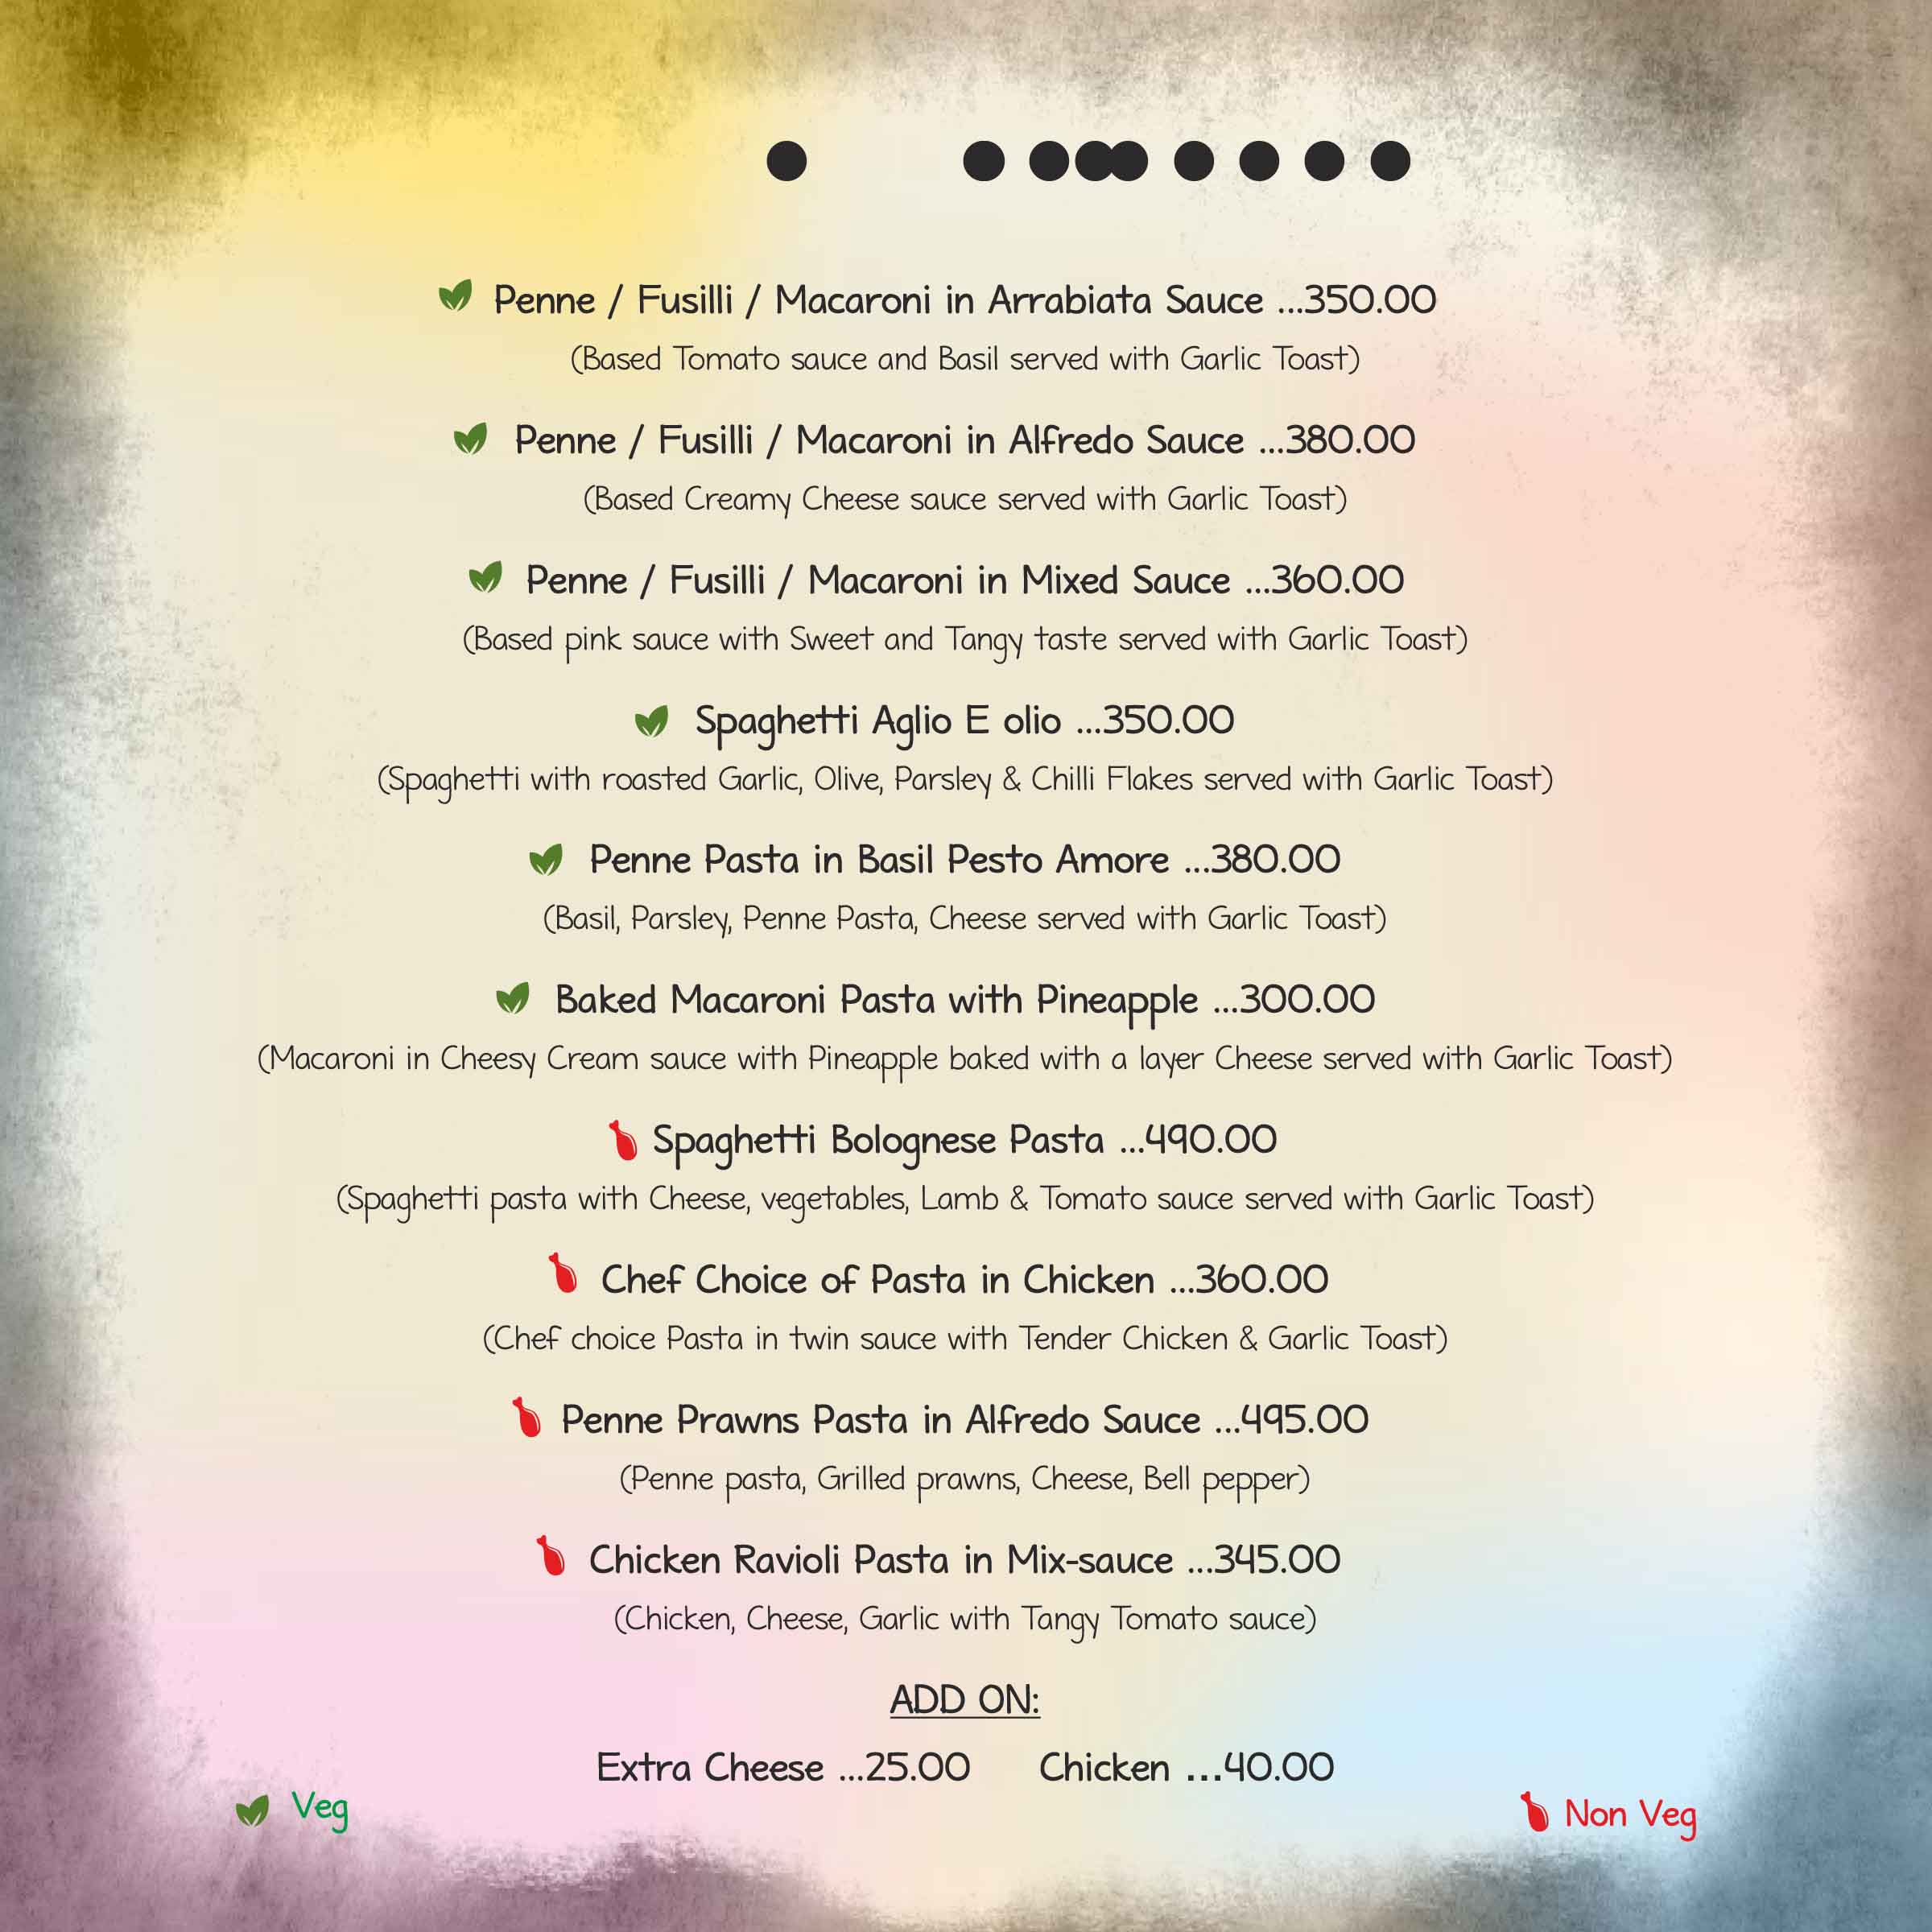 Penne / Fusilli / Macaroni in Arrabiata Sauce ...350.00
(Based Tomato sauce and Basil served with Garlic Toast)
Penne / Fusilli / Macaroni in Alfredo Sauce ...380.00
(Based Creamy Cheese sauce served with Garlic Toast)
Penne / Fusilli / Macaroni in Mixed Sauce ...360.00
(Based pink sauce with Sweet and Tangy taste served with Garlic Toast)
Spaghetti Aglio E olio ...350.00
(Spaghetti with roasted Garlic, Olive, Parsley & Chilli Flakes served with Garlic Toast)
Penne Pasta in Basil Pesto Amore ...380.00
(Basil, Parsley, Penne Pasta, Cheese served with Garlic Toast)
Baked Macaroni Pasta with Pineapple ...300.00
(Macaroni in Cheesy Cream sauce with Pineapple baked with a layer Cheese served with Garlic Toast)
Spaghetti Bolognese Pasta ...490.00
(Spaghetti pasta with Cheese, vegetables, Lamb & Tomato sauce served with Garlic Toast)
Chef Choice of Pasta in Chicken ...360.00
(Chef choice Pasta in twin sauce with Tender Chicken & Garlic Toast)
Penne Prawns Pasta in Alfredo Sauce ...495.00
(Penne pasta, Grilled prawns, Cheese, Bell pepper)
Chicken Ravioli Pasta in Mix-sauce ...345.00
(Chicken, Cheese, Garlic with Tangy Tomato sauce)
ADD ON:
Extra Cheese ...25.00 Chicken ...40.00
Veg
Non Veg